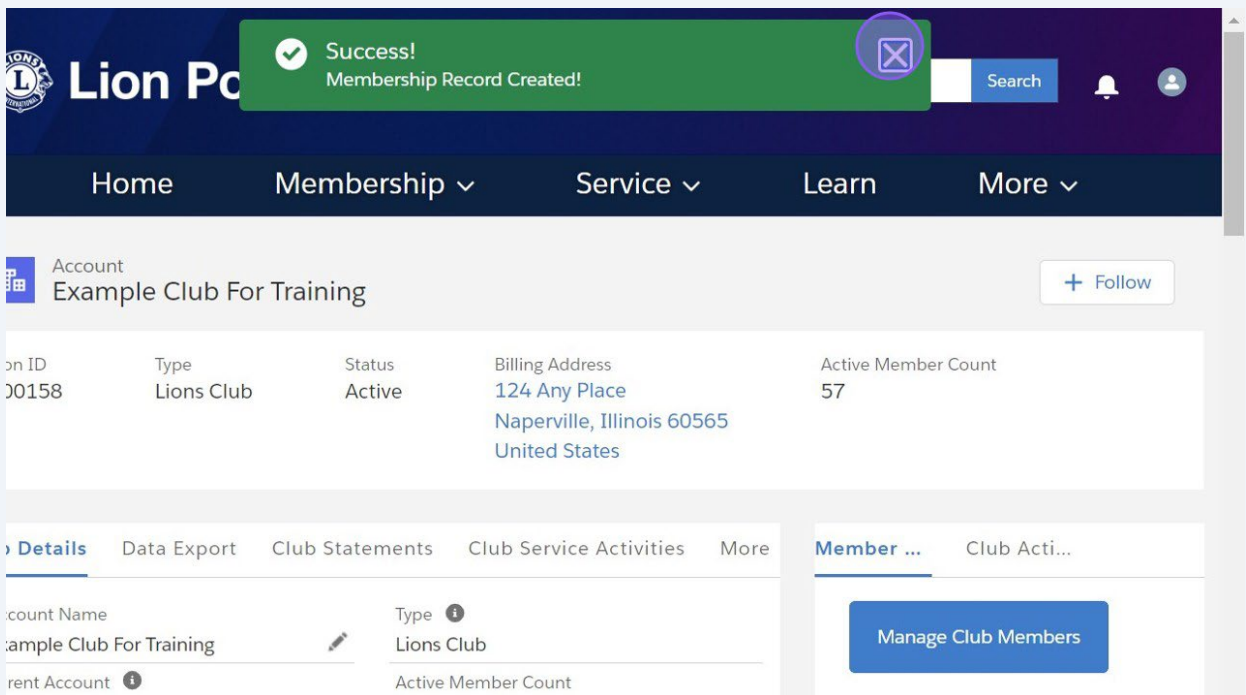 Success!
Membership Record Created!
LIONS
L
INTERNATIONAL
Lion Po
Search
Home
Membership
Service
Learn
More
Account
Example Club For Training
+ Follow
on ID
Type
Status
Billing Address
Active Member Count
00158
Lions Club
Active
124 Any Place
57
Naperville, Illinois 60565
United States
Details
Data Export
Club Statements
Club Service Activities
More
Member ...
Club Acti...
count Name
Type
ample Club For Training
Lions Club
Manage Club Members
rent Account
Active Member Count